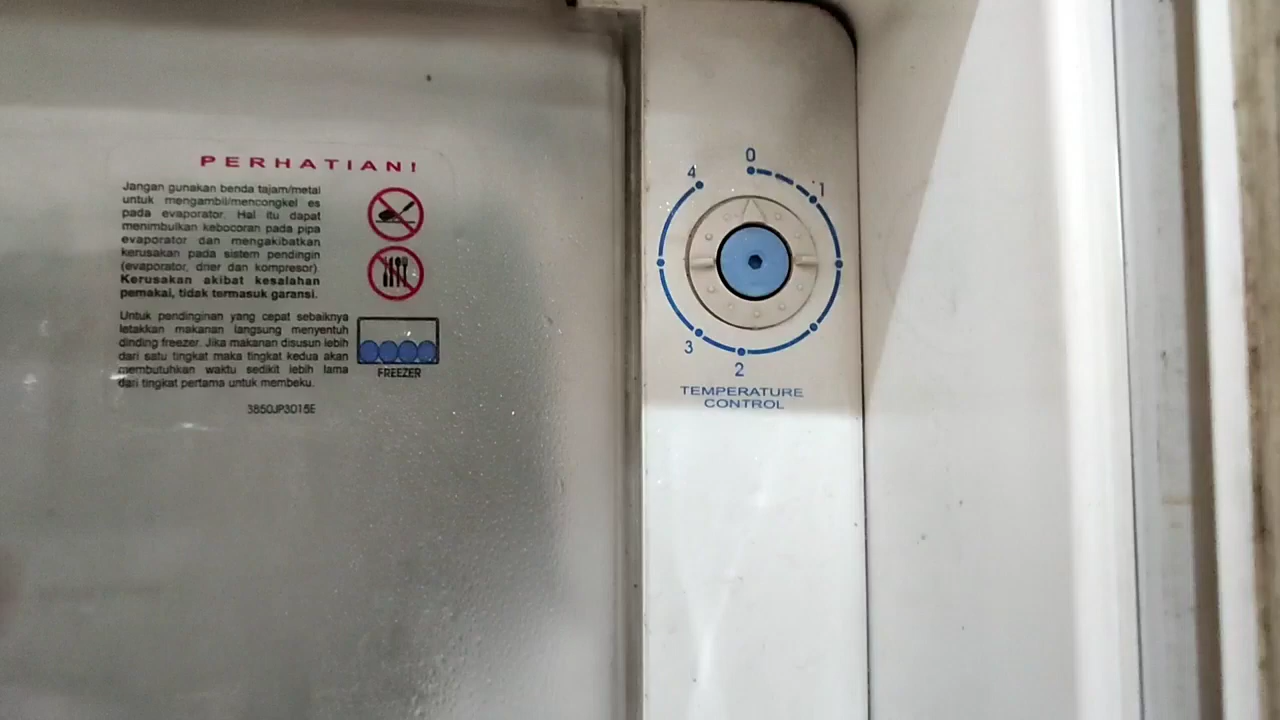 PERHATIAN!
Jangan gunakan benda tajam/metal
untuk mengambil/mencongkel es
pada evaporator. Hal itu dapat
menimbulkan kebocoran pada pipa
evaporator dan mengakibatkan
kerusakan pada sistem pendingin
(evaporator, drier dan kompresor).
Kerusakan akibat kesalahan
pemakai, tidak termasuk garansi.
Untuk pendinginan yang cepat sebaiknya
letakkan makanan langsung menyentuh
dinding freezer. Jika makanan disusun lebih
dari satu tingkat maka tingkat kedua akan
membutuhkan waktu sedikit lebih lama
dari tingkat pertama untuk membeku.
FREEZER
3850JP3015E
0
1
2
3
4
TEMPERATURE
CONTROL